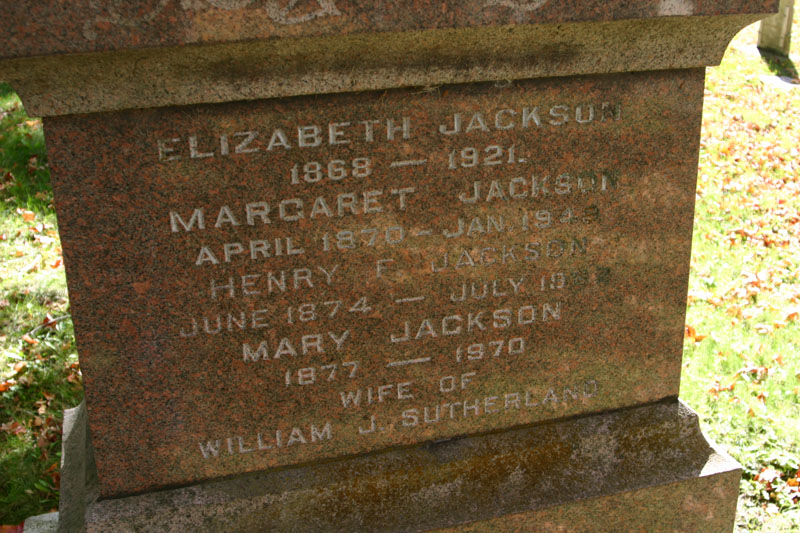 ELIZABETH JACKSON
1868 — 1921.
MARGARET JACKSON
APRIL 1870 – JAN 1943
HENRY F. JACKSON
JUNE 1874 — JULY
MARY JACKSON
1877 — 1970
WIFE OF
WILLIAM J. SUTHERLAND